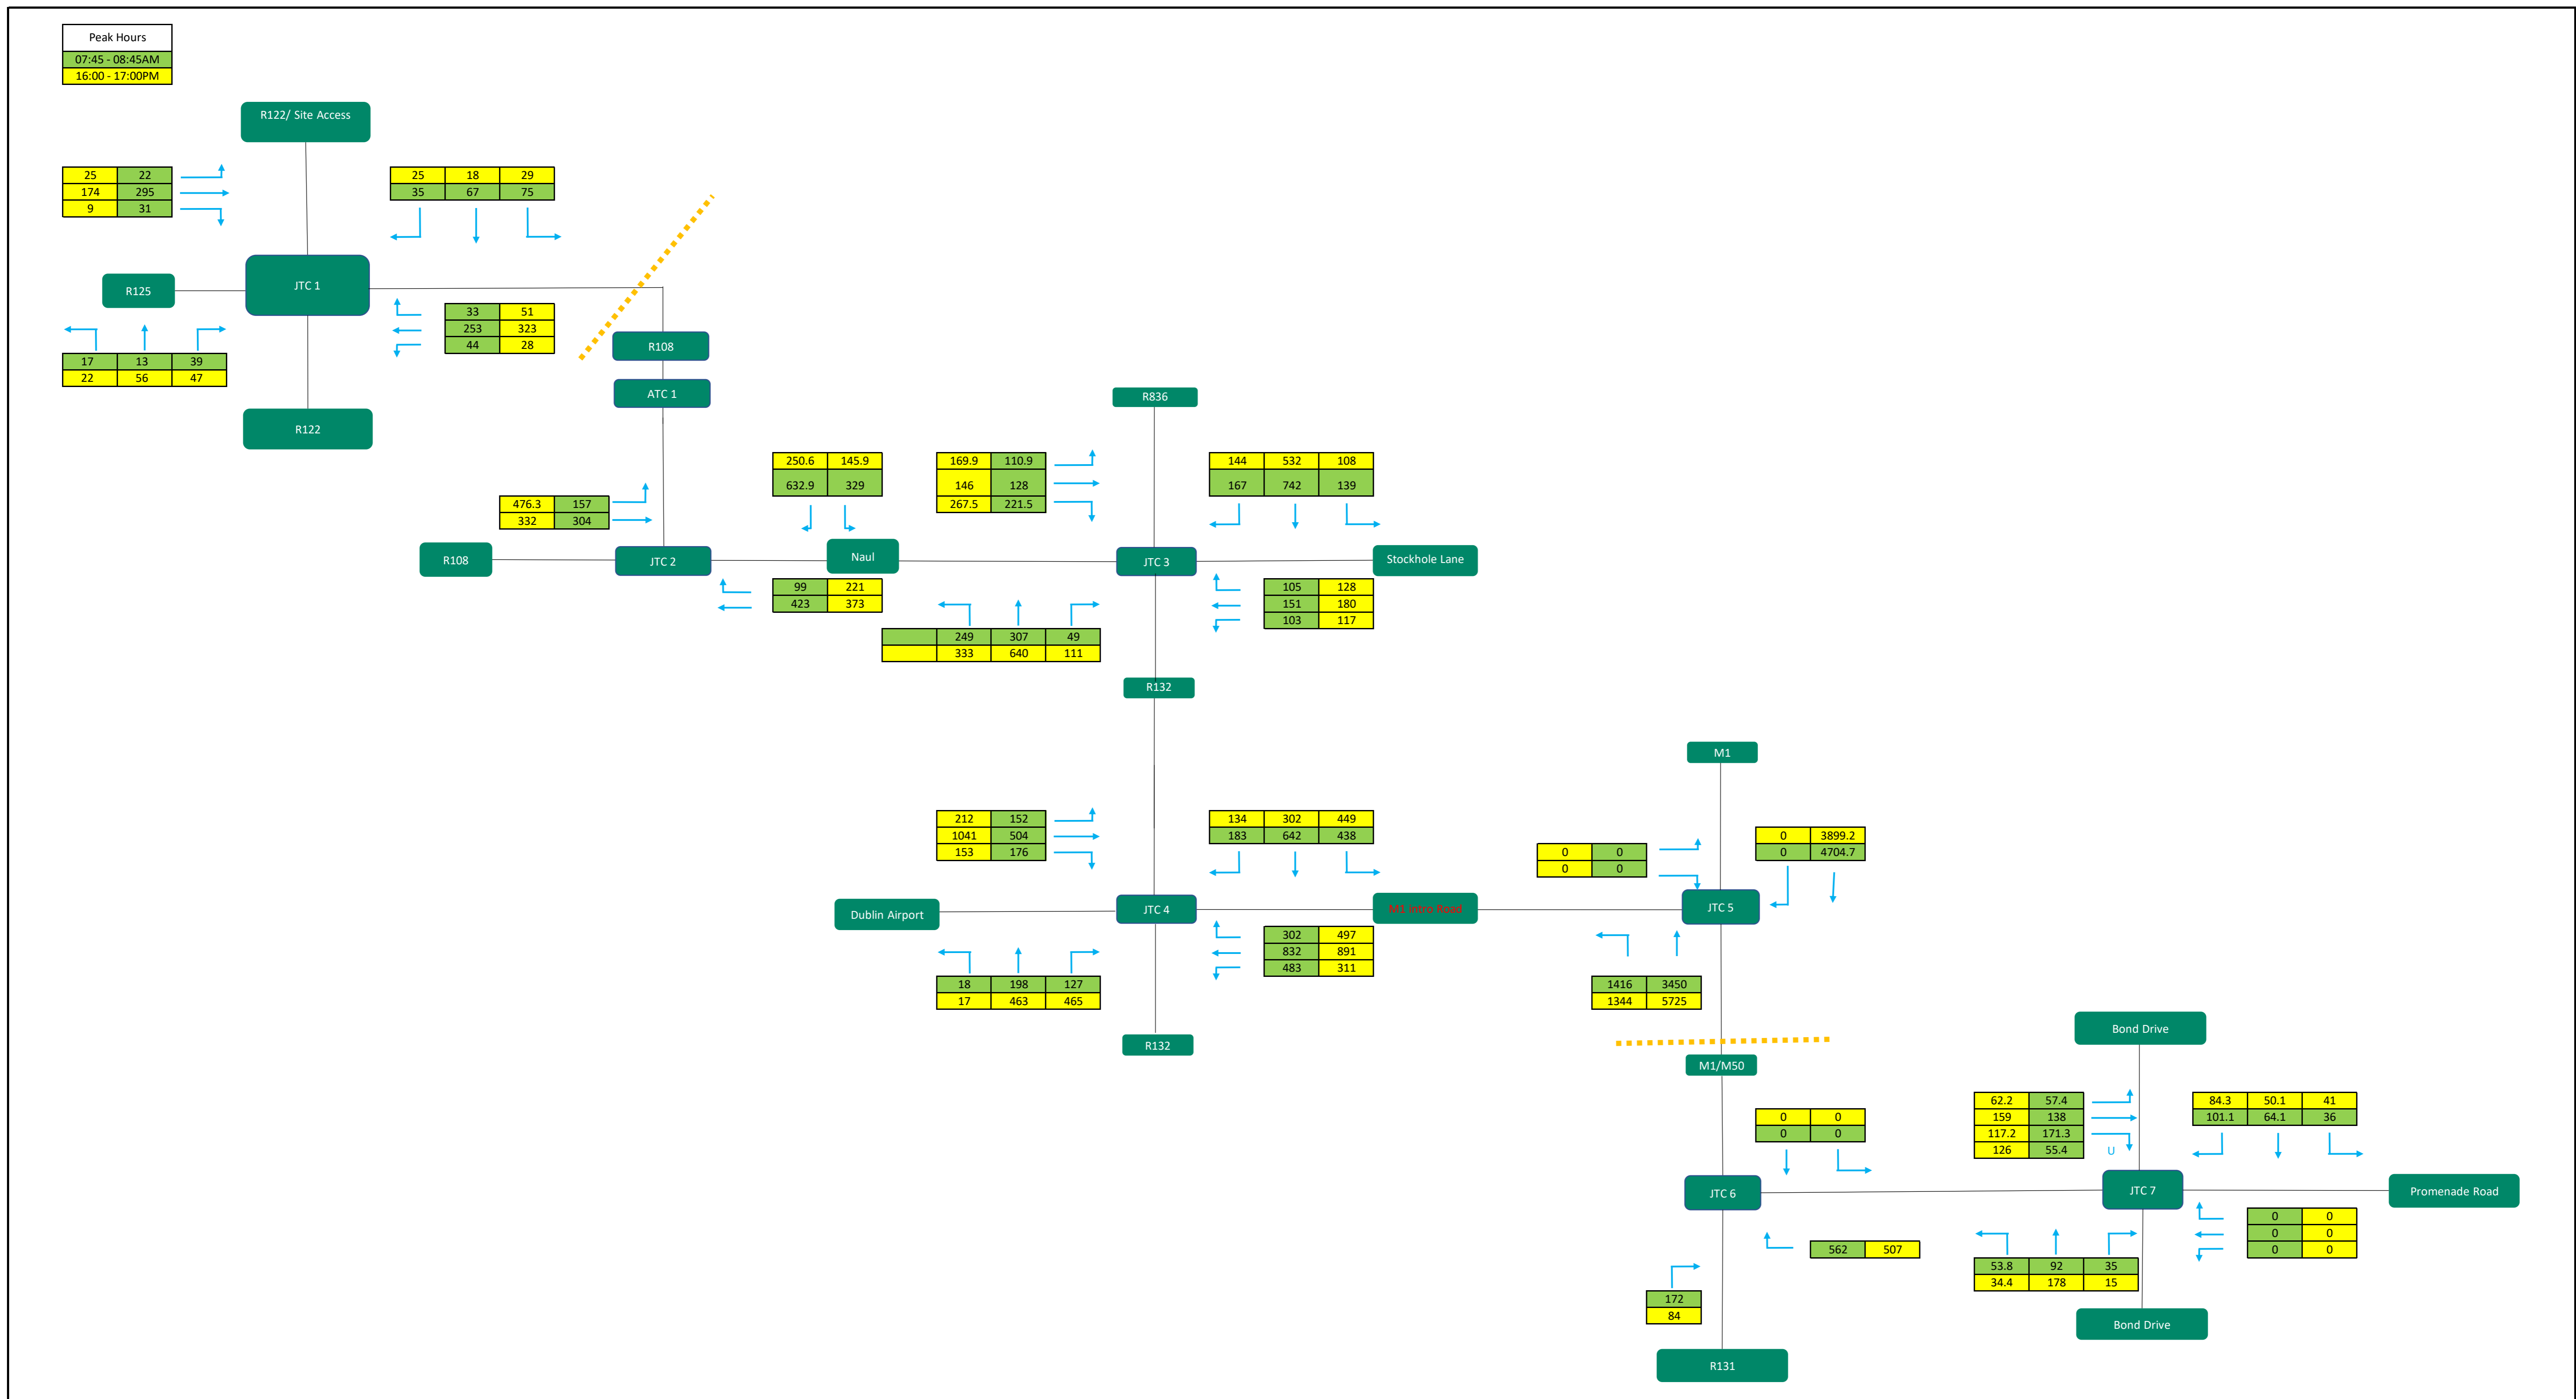 Peak Hours
07:45 - 08:45AM
16:00 - 17:00PM
R122/ Site Access
25 22
174 295
9 31
25 18 29
35 67 75
R125
JTC 1
33 51
253 323
44 28
17 13 39
22 56 47
R122
R108
ATC 1
R836
250.6 145.9
632.9 329
169.9 110.9
146 128
267.5 221.5
144 532 108
167 742 139
476.3 157
332 304
R108
JTC 2
Naul
JTC 3
Stockhole Lane
99 221
423 373
105 128
151 180
103 117
249 307 49
333 640 111
R132
M1
212 152
1041 504
153 176
134 302 449
183 642 438
0 0
0 0
0 3899.2
0 4704.7
Dublin Airport
JTC 4
M1 intro Road
JTC 5
302 497
832 891
483 311
18 198 127
17 463 465
1416 3450
1344 5725
R132
M1/M50
Bond Drive
0 0
0 0
62.2 57.4
159 138
117.2 171.3
126 55.4
U
84.3 50.1 41
101.1 64.1 36
JTC 6
JTC 7
Promenade Road
562 507
0 0
0 0
0 0
53.8 92 35
34.4 178 15
172
84
Bond Drive
R131